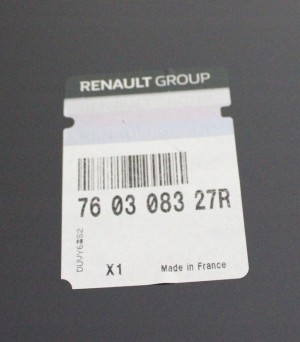 RENAULT GROUP
76 03 083 27R
X1 Made in France